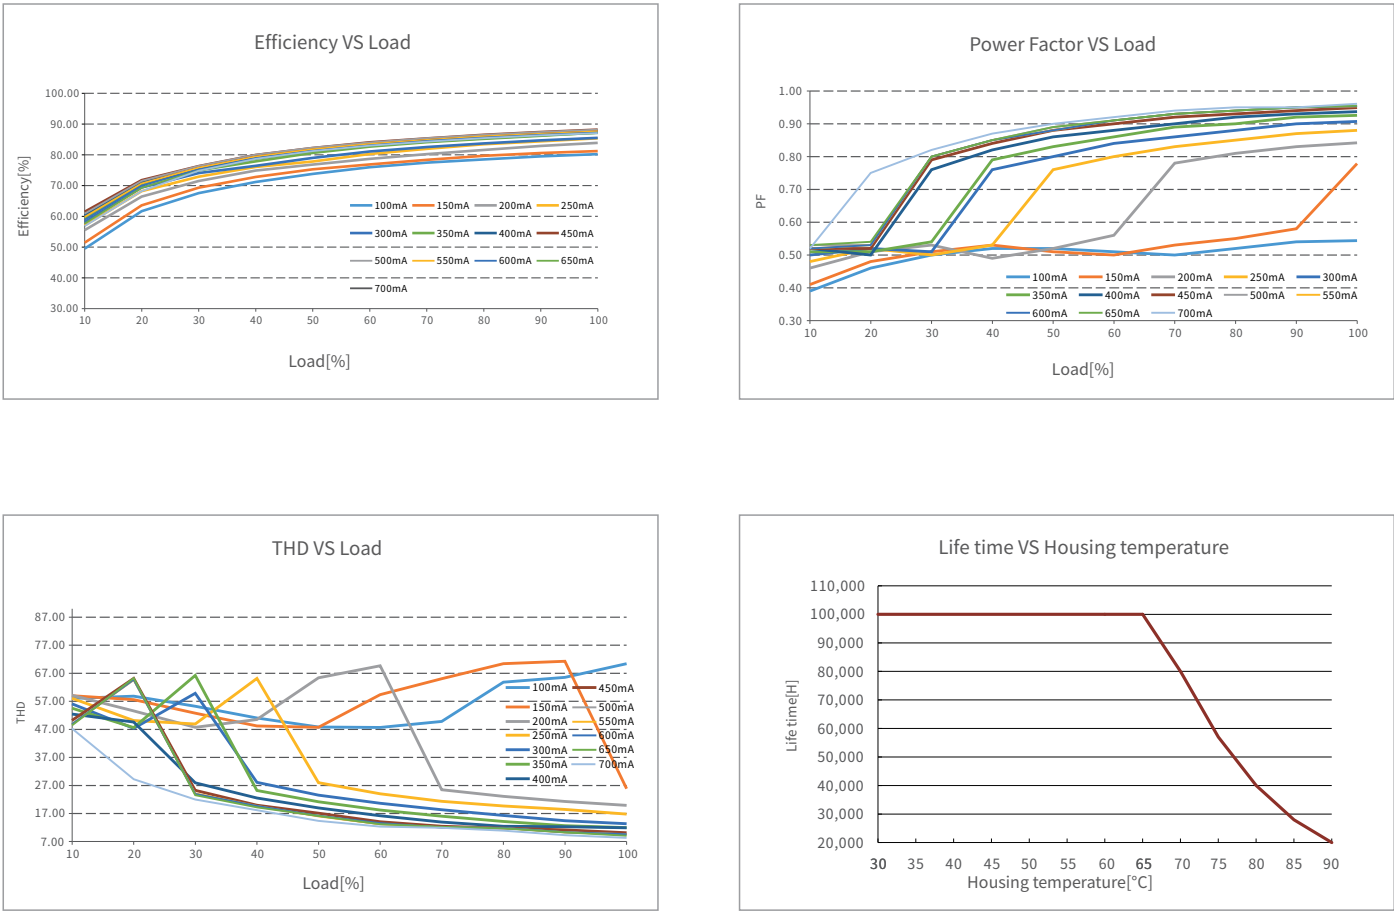 Efficiency VS Load
100.00
90.00
80.00
70.00
60.00
50.00
40.00
30.00
Efficiency[%]
100mA 150mA 200mA 250mA
300mA 350mA 400mA 450mA
500mA 550mA 600mA 650mA
700mA
10 20 30 40 50 60 70 80 90 100
Load[%]
Power Factor VS Load
1.00
0.90
0.80
0.70
0.60
0.50
0.40
0.30
PF
100mA 150mA 200mA 250mA 300mA
350mA 400mA 450mA 500mA 550mA
600mA 650mA 700mA
10 20 30 40 50 60 70 80 90 100
Load[%]
THD VS Load
87.00
77.00
67.00
57.00
47.00
37.00
27.00
17.00
7.00
THD
100mA 450mA
150mA 500mA
200mA 550mA
250mA 600mA
300mA 650mA
350mA 700mA
400mA
10 20 30 40 50 60 70 80 90 100
Load[%]
Life time VS Housing temperature
110,000
100,000
90,000
80,000
70,000
60,000
50,000
40,000
30,000
20,000
Life time[H]
30 35 40 45 50 55 60 65 70 75 80 85 90
Housing temperature[°C]